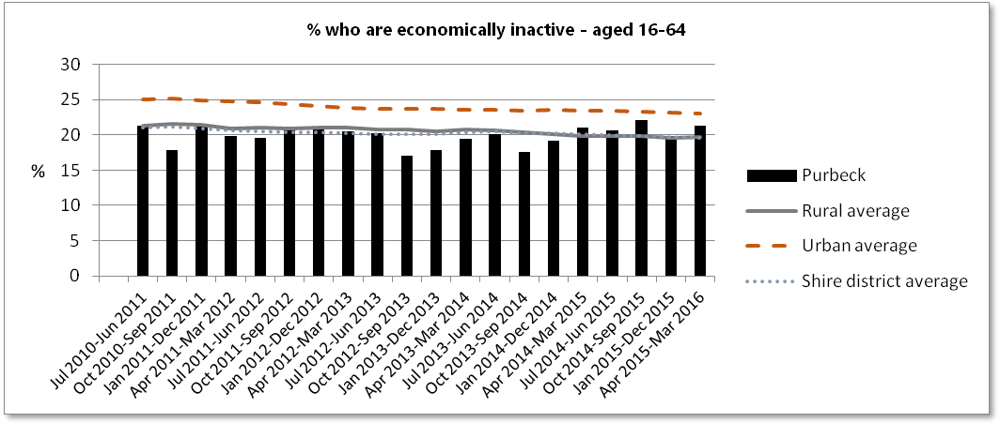 % who are economically inactive - aged 16-64
30
25
20
15
10
5
0
%
Jul 2010-Jun 2011
Oct 2010-Sep 2011
Jan 2011-Dec 2011
Apr 2011-Mar 2012
Jul 2011-Jun 2012
Oct 2011-Sep 2012
Jan 2012-Dec 2012
Apr 2012-Mar 2013
Jul 2012-Jun 2013
Oct 2012-Sep 2013
Jan 2013-Dec 2013
Apr 2013-Mar 2014
Jul 2013-Jun 2014
Oct 2013-Sep 2014
Jan 2014-Dec 2014
Apr 2014-Mar 2015
Jul 2014-Jun 2015
Oct 2014-Sep 2015
Jan 2015-Dec 2015
Apr 2015-Mar 2016
Purbeck
Rural average
Urban average
Shire district average